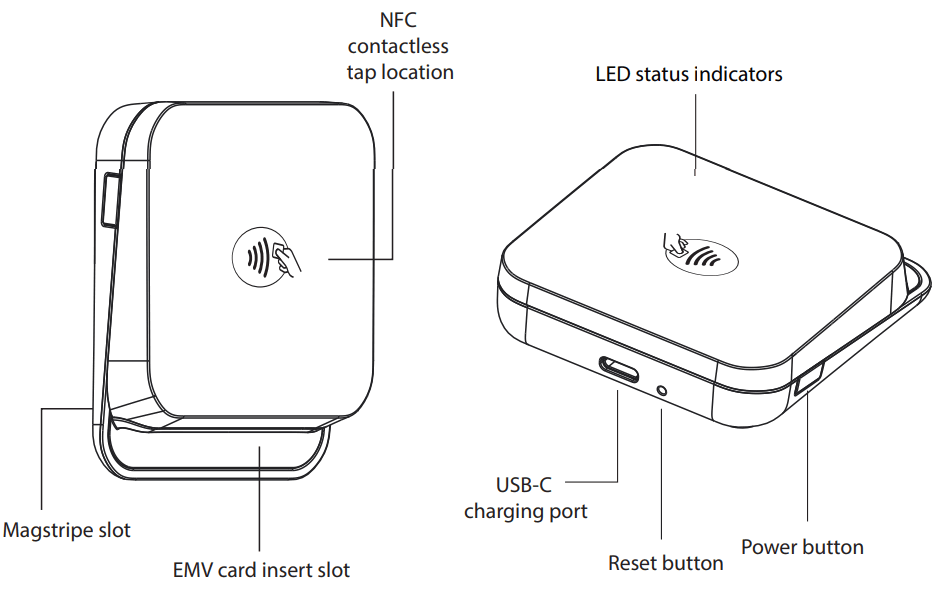 NFC
contactless
tap location
LED status indicators
Magstripe slot
EMV card insert slot
USB-C
charging port
Reset button
Power button